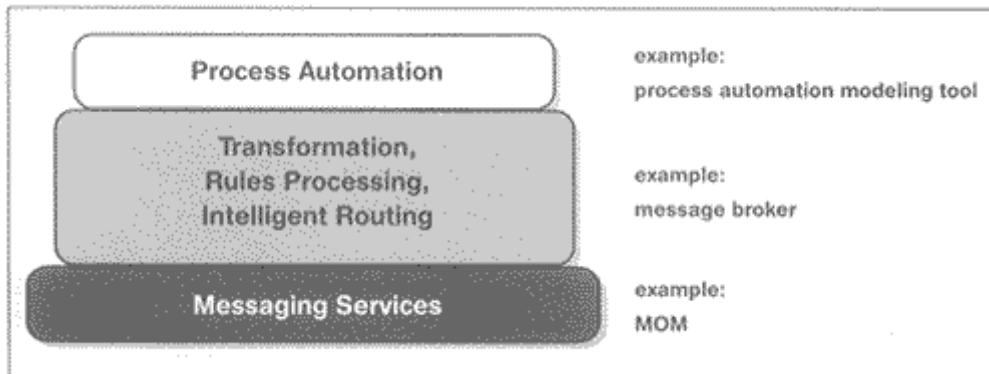 Process Automation
example:
process automation modeling tool
Transformation,
Rules Processing,
Intelligent Routing
example:
message broker
Messaging Services
example:
MOM